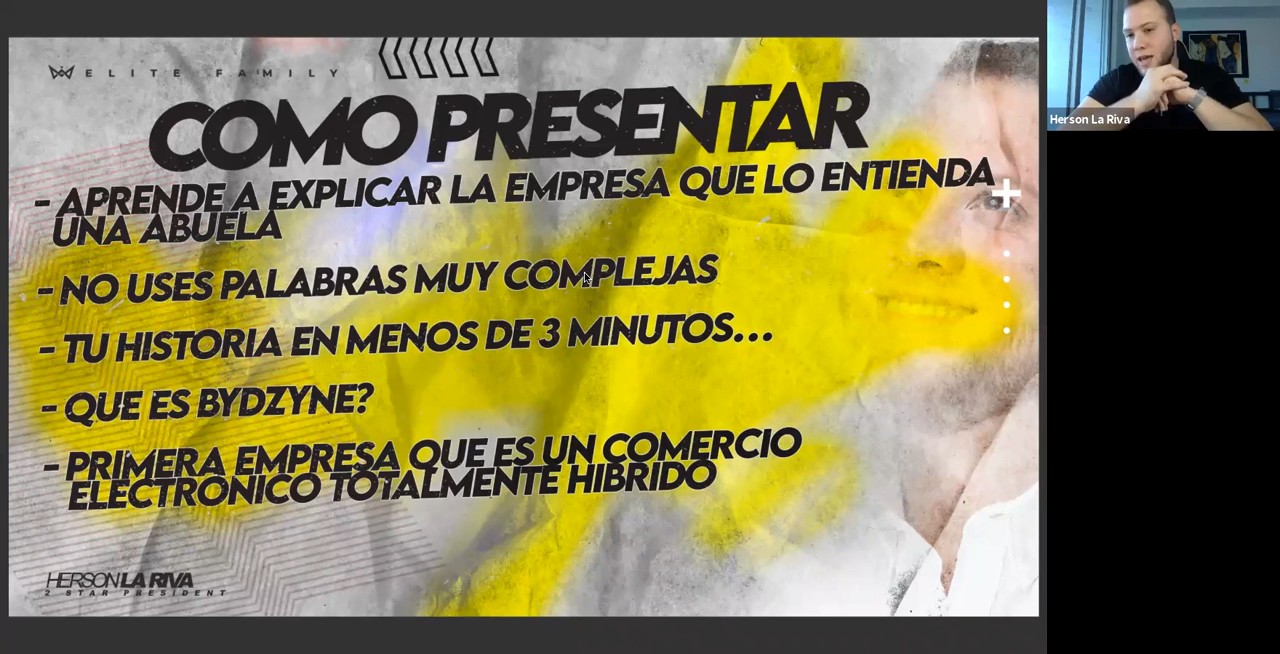 ELITE FAMILY
COMO PRESENTAR
- APRENDE A EXPLICAR LA EMPRESA QUE LO ENTIENDA
UNA ABUELA
- NO USES PALABRAS MUY COMPLEJAS
- TU HISTORIA EN MENOS DE 3 MINUTOS...
- QUE ES BYDZYNE?
- PRIMERA EMPRESA QUE ES UN COMERCIO
ELECTRONICO TOTALMENTE HIBRIDO
HERSON LA RIVA
2 STAR PRESIDENT
Herson La Riva